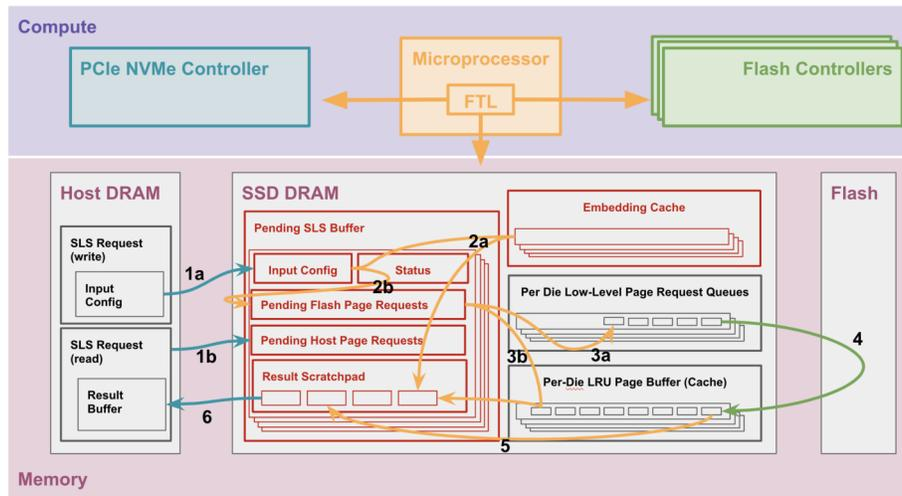 Compute
PCIe NVMe Controller
Microprocessor
FTL
Flash Controllers
Host DRAM
SSD DRAM
Flash
SLS Request
(write)
Input
Config
SLS Request
(read)
Result
Buffer
1a
1b
6
Pending SLS Buffer
Input Config
Status
2a
2b
Pending Flash Page Requests
Pending Host Page Requests
Result Scratchpad
Embedding Cache
Per Die Low-Level Page Request Queues
3b
3a
4
Per-Die LRU Page Buffer (Cache)
5
Memory